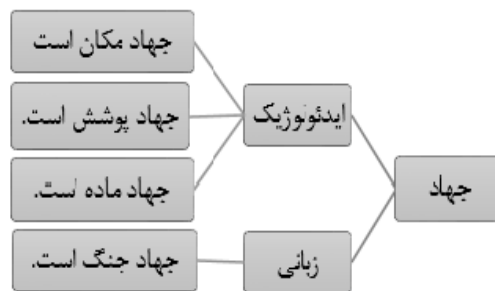 جهاد
ایدئولوژیک
جهاد مکان است
جهاد پوشش است.
جهاد ماده است.
زبانی
جهاد جنگ است.